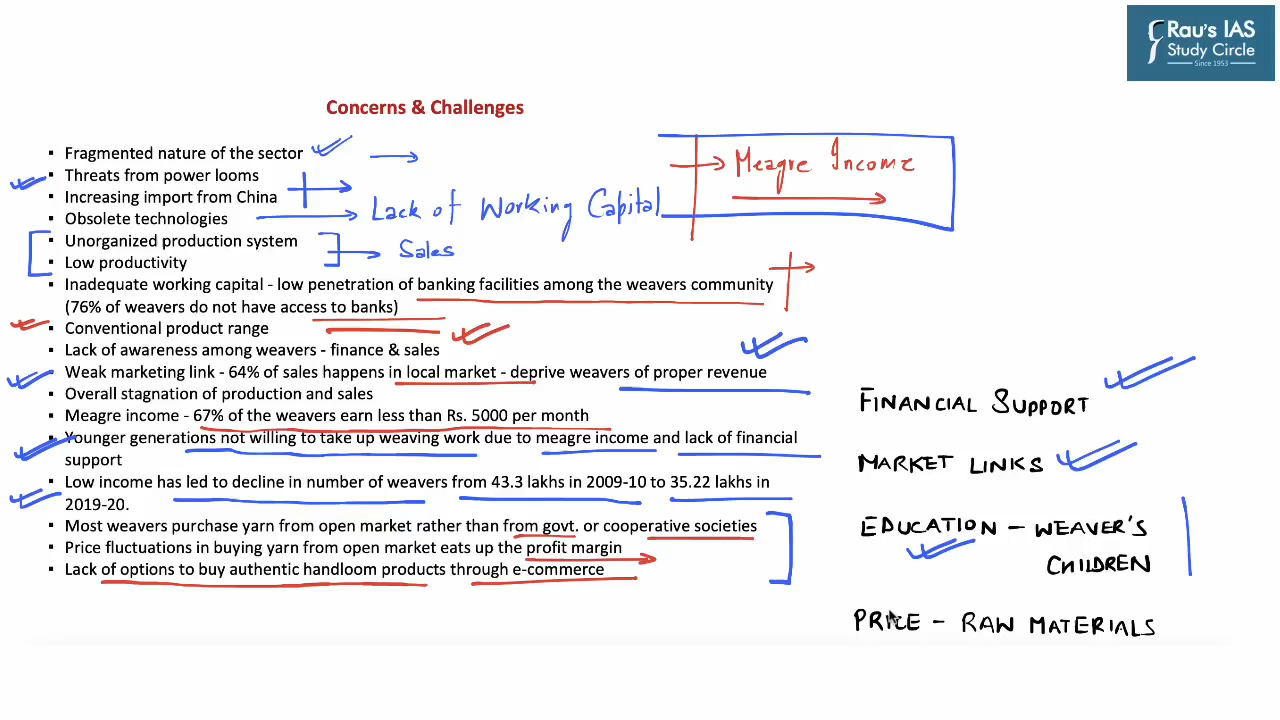 Rau's IAS
Study Circle
Since 1953
Concerns & Challenges
▪ Fragmented nature of the sector
▪ Threats from power looms
▪ Increasing import from China
▪ Obsolete technologies
▪ Unorganized production system
▪ Low productivity
▪ Inadequate working capital - low penetration of banking facilities among the weavers community
(76% of weavers do not have access to banks)
▪ Conventional product range
▪ Lack of awareness among weavers - finance & sales
▪ Weak marketing link - 64% of sales happens in local market - deprive weavers of proper revenue
▪ Overall stagnation of production and sales
▪ Meagre income - 67% of the weavers earn less than Rs. 5000 per month
▪ Younger generations not willing to take up weaving work due to meagre income and lack of financial
support
▪ Low income has led to decline in number of weavers from 43.3 lakhs in 2009-10 to 35.22 lakhs in
2019-20.
▪ Most weavers purchase yarn from open market rather than from govt. or cooperative societies
▪ Price fluctuations in buying yarn from open market eats up the profit margin
▪ Lack of options to buy authentic handloom products through e-commerce
Meagre Income
Lack of Working Capital
Sales
FINANCIAL SUPPORT
MARKET LINKS
EDUCATION – WEAVER'S
CHILDREN
PRICE – RAW MATERIALS